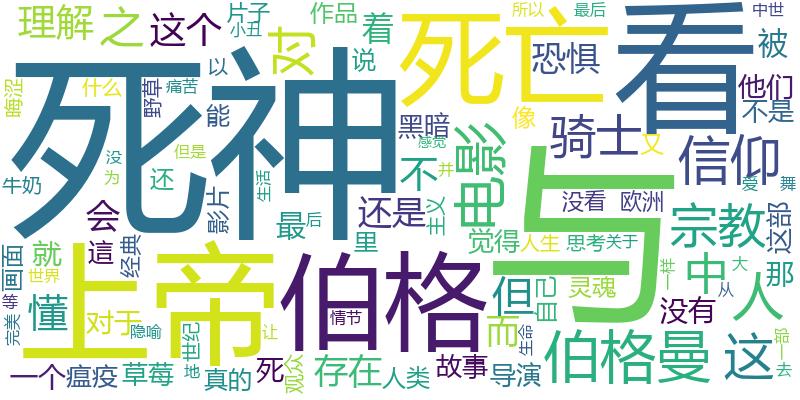 死神
死亡
看
与
上帝
伯格
伯格曼
电影
骑士
信仰
宗教
理解
之
这个
片子
小丑
作品
对
着
说
恐惧
所以
最后
中世
被
他们
不是
像
又
黑暗
晦涩
什么
野草
痛苦
以
能
牛奶
没
为
但是
还
影片
生活
感觉
并
不
会
还是
最
后
里
主义
没看
欧洲
爱
舞
这部
那
觉得
人生
思考
关于
中
人
灵魂
自己
一些
大
从
没有
但
而
这
画面
就
這
经典
世界
懂
完美
对于
隐喻
世纪
地
让
情节
一个
瘟疫
草莓
真的
死
观众
存在
人类
故事
导演
生命
一部
去